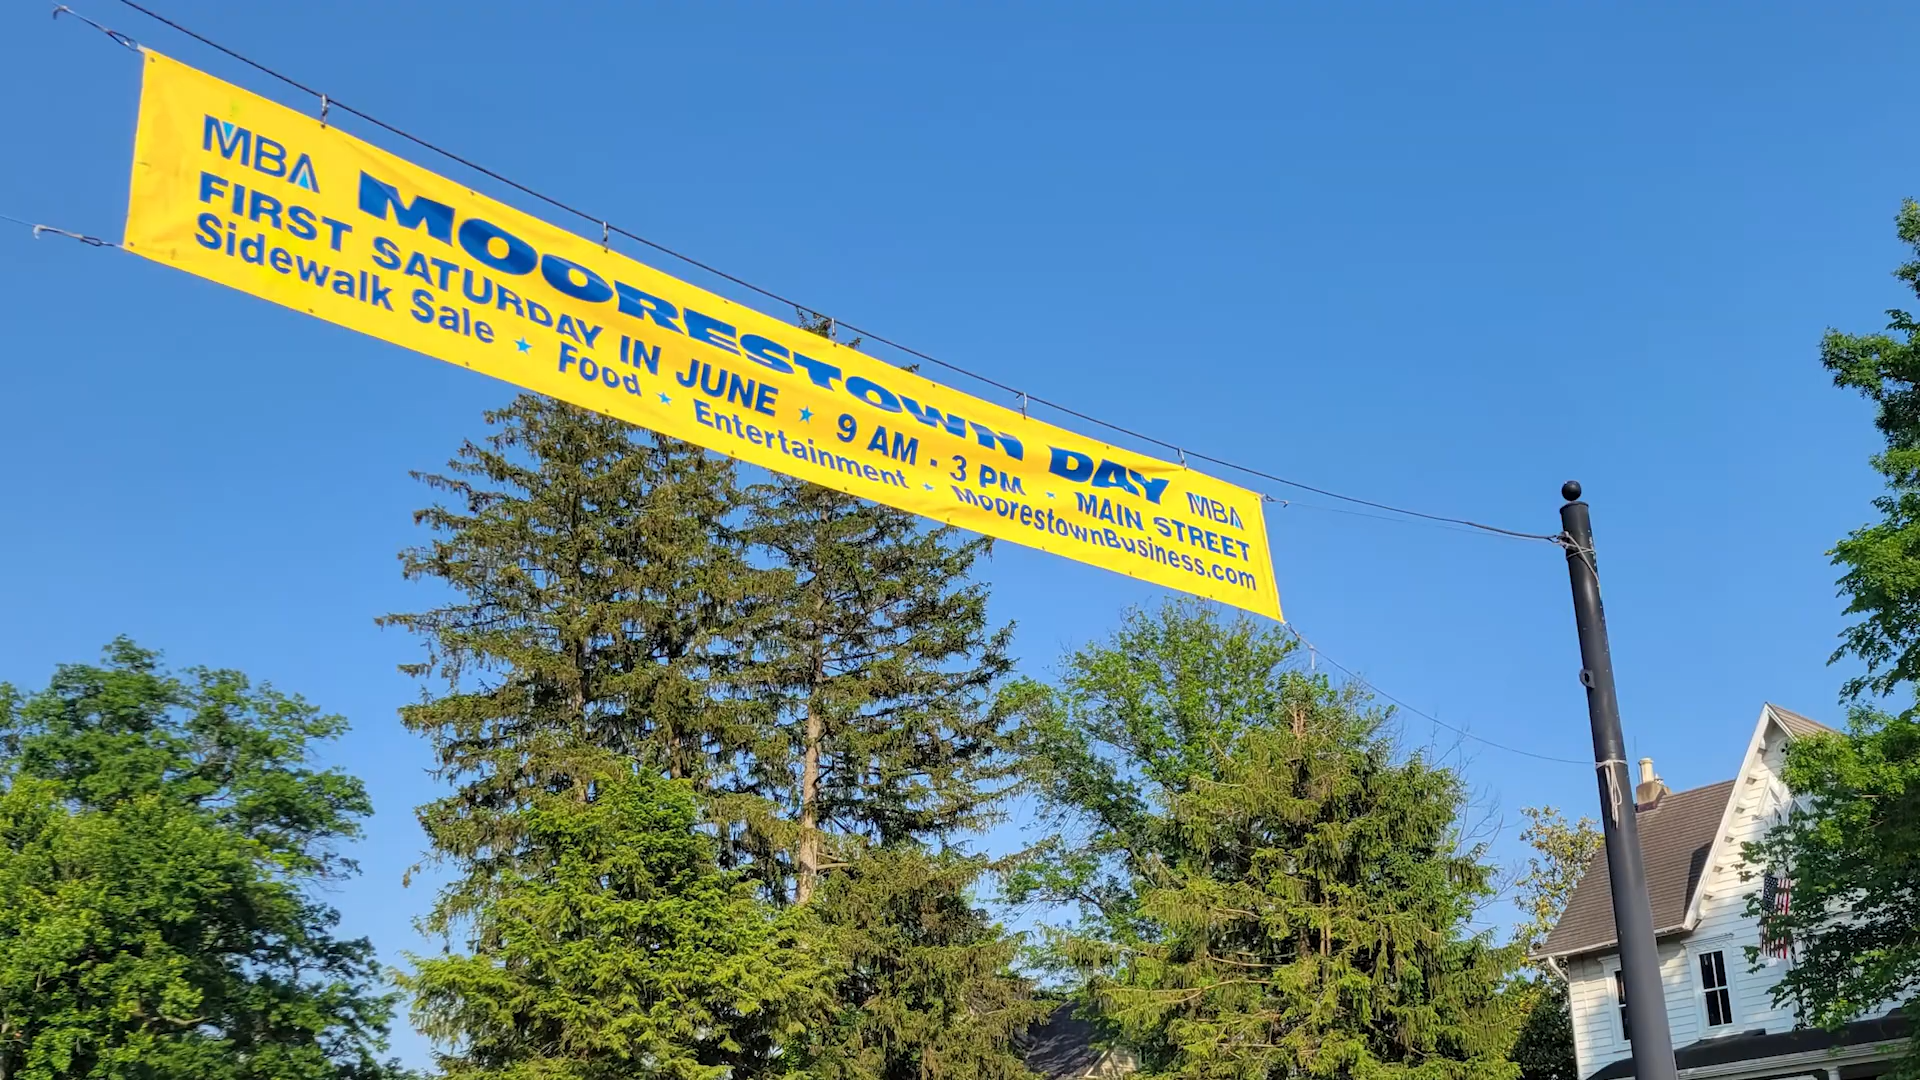 MBA MOORESTOWN DAY MBA
FIRST SATURDAY IN JUNE ★ 9 AM - 3 PM ★ MAIN STREET
Sidewalk Sale ★ Food ★ Entertainment ★ MoorestownBusiness.com